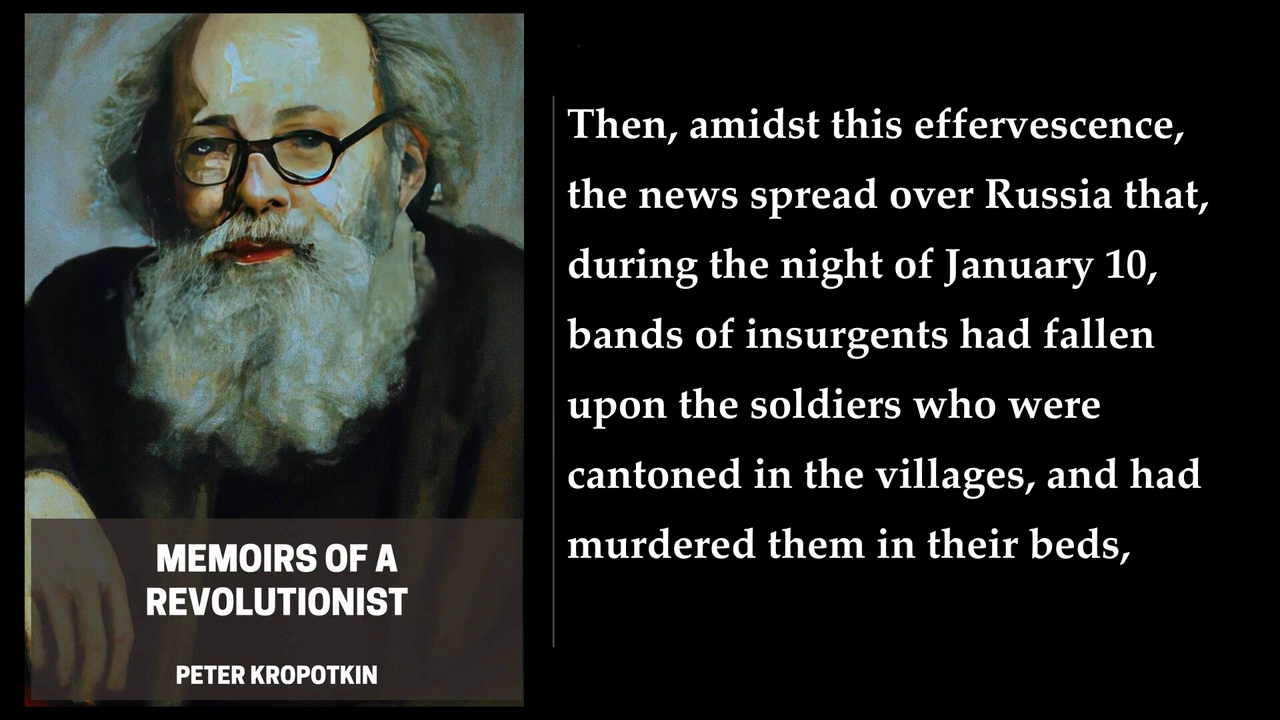 MEMOIRS OF A
REVOLUTIONIST
PETER KROPOTKIN
Then, amidst this effervescence,
the news spread over Russia that,
during the night of January 10,
bands of insurgents had fallen
upon the soldiers who were
cantoned in the villages, and had
murdered them in their beds,